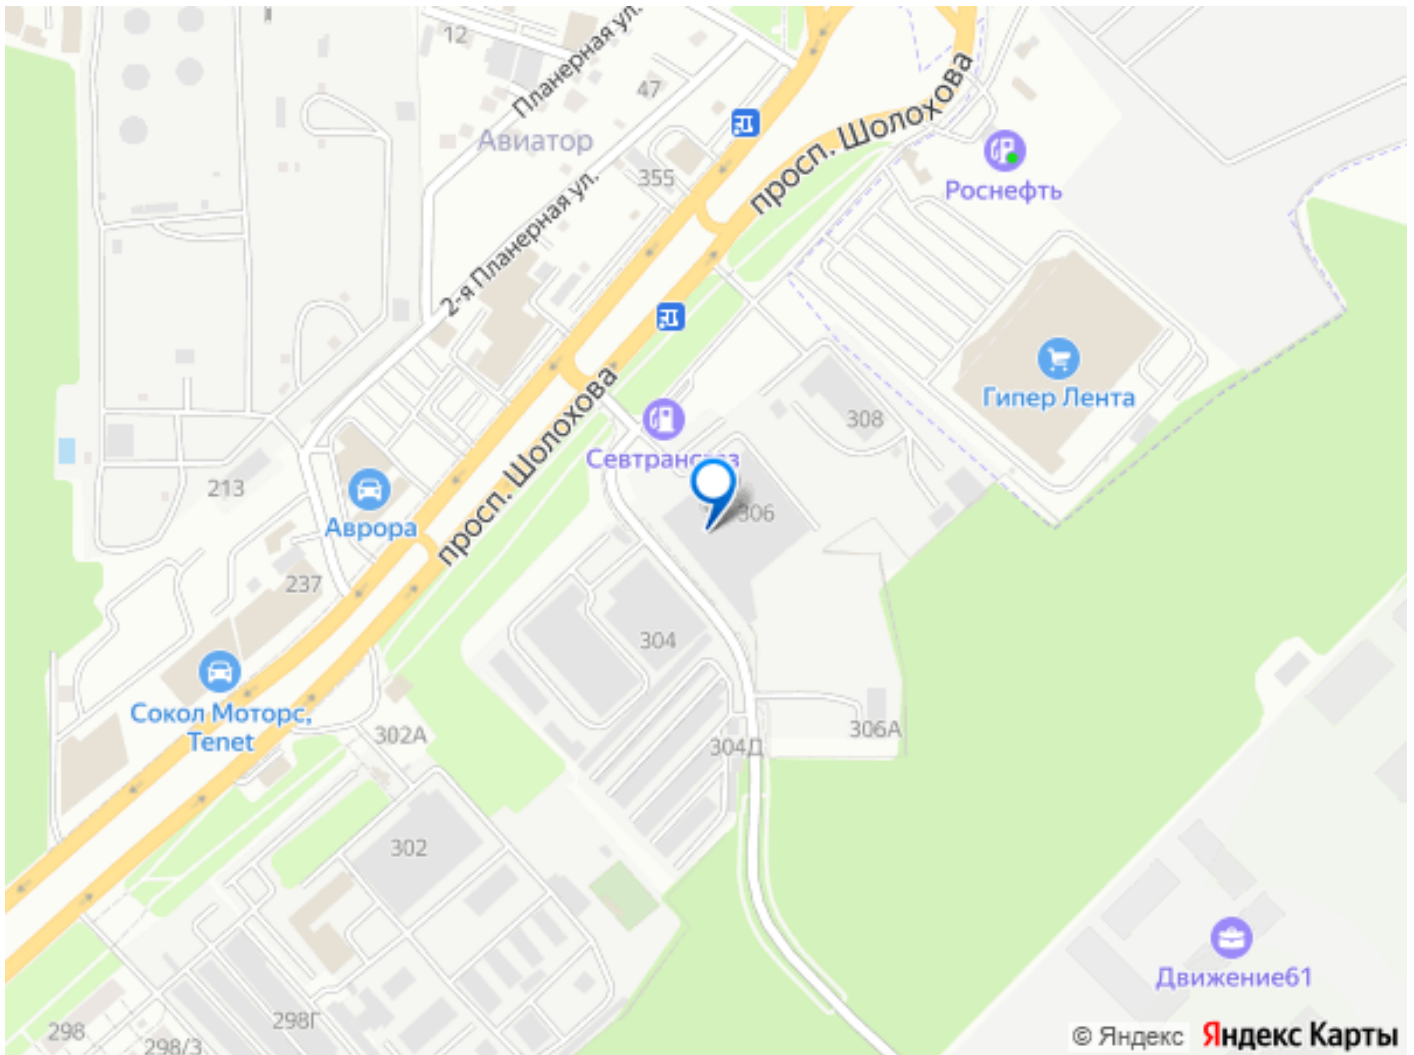 12
Планерная ул.
47
Авиатор
просп. Шолохова
Роснефть
355
2-я Планерная ул.
Гипер Лента
308
просп. Шолохова
213
Аврора
306
237
304
Сокол Моторс,
Tenet
302А
304Д
306А
302
Движение61
298
298/3
298Г
© Яндекс Яндекс Карты